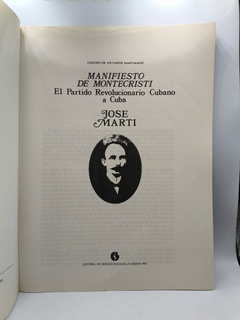 CENTRO DE ESTUDIOS MARTIANOS
MANIFIESTO
DE MONTECRISTI
El Partido Revolucionario Cubano
a Cuba
JOSE
MARTI